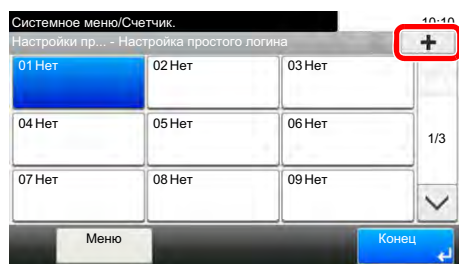 Системное меню/Счетчик.
10:10
Настройки пр... - Настройка простого логина
01 Нет
02 Нет
03 Нет
04 Нет
05 Нет
06 Нет
1/3
07 Нет
08 Нет
09 Нет
Меню
Конец